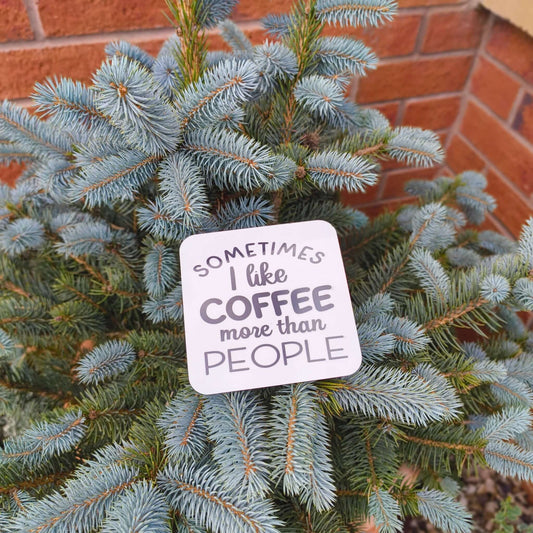 SOMETIMES
I like
COFFEE
more than
PEOPLE